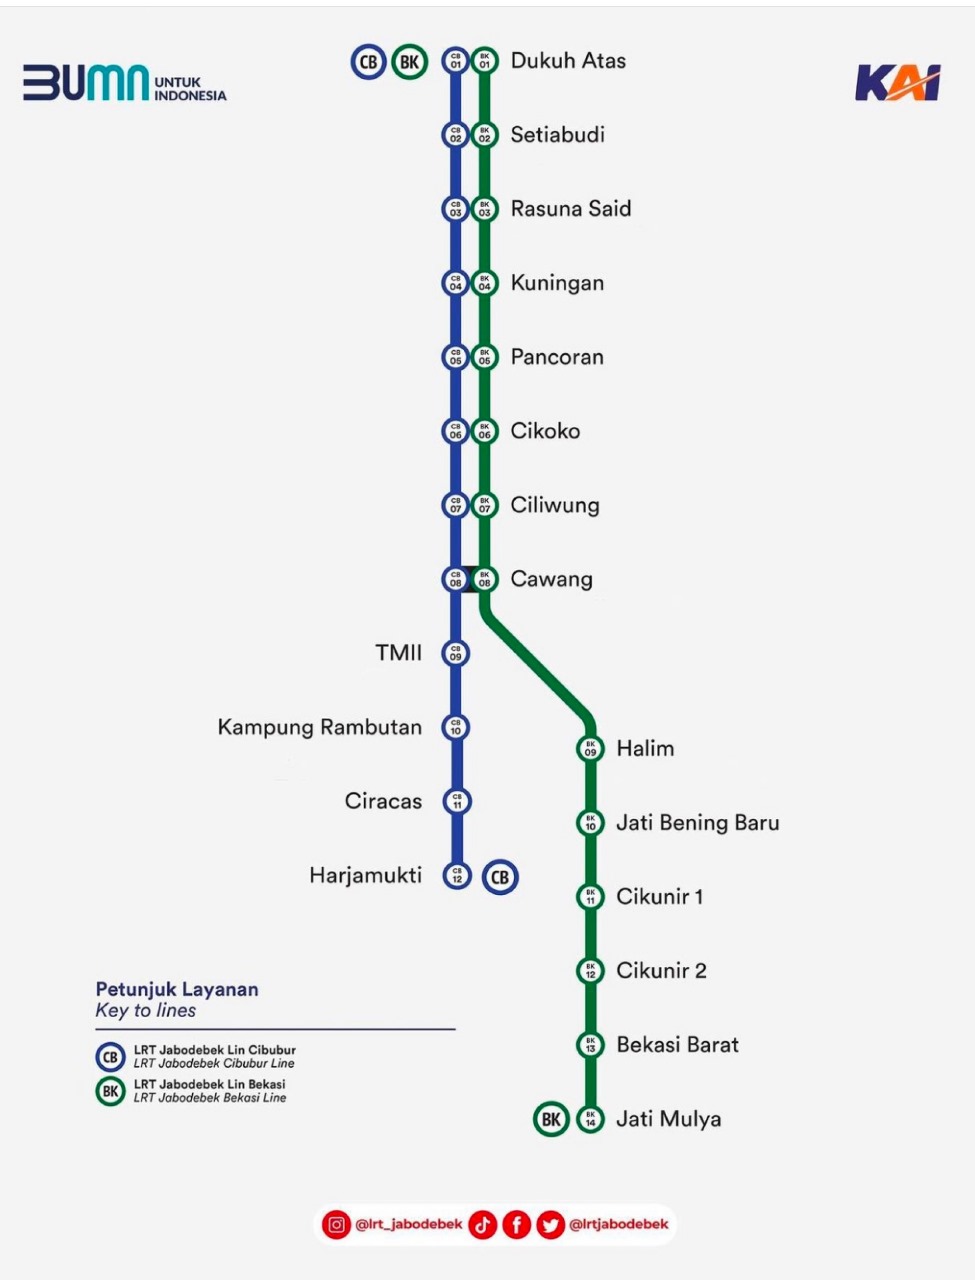 BUMN UNTUK
INDONESIA
KAI
CB BK CB 01 BK 01 Dukuh Atas
CB 02 BK 02 Setiabudi
CB 03 BK 03 Rasuna Said
CB 04 BK 04 Kuningan
CB 05 BK 05 Pancoran
CB 06 BK 06 Cikoko
CB 07 BK 07 Ciliwung
CB 08 BK 08 Cawang
TMII CB 09
Kampung Rambutan CB 10
BK 09 Halim
Ciracas CB 11
BK 10 Jati Bening Baru
Harjamukti CB 12 CB
BK 11 Cikunir 1
BK 12 Cikunir 2
BK 13 Bekasi Barat
BK BK 14 Jati Mulya
Petunjuk Layanan
Key to lines
CB LRT Jabodebek Lin Cibubur
LRT Jabodebek Cibubur Line
BK LRT Jabodebek Lin Bekasi
LRT Jabodebek Bekasi Line
@lrt_jabodebek @lrtjabodebek